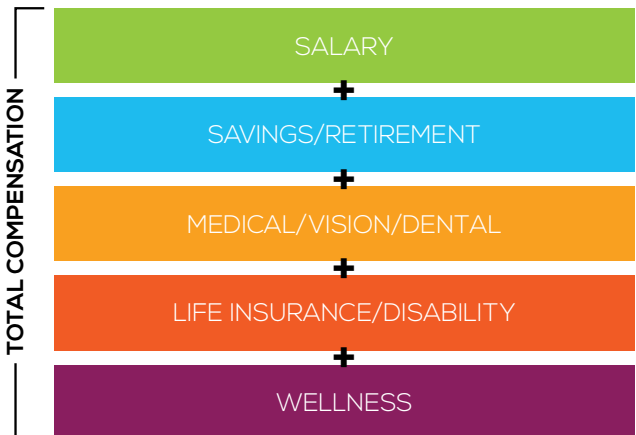 TOTAL COMPENSATION
SALARY
+
SAVINGS/RETIREMENT
+
MEDICAL/VISION/DENTAL
+
LIFE INSURANCE/DISABILITY
+
WELLNESS